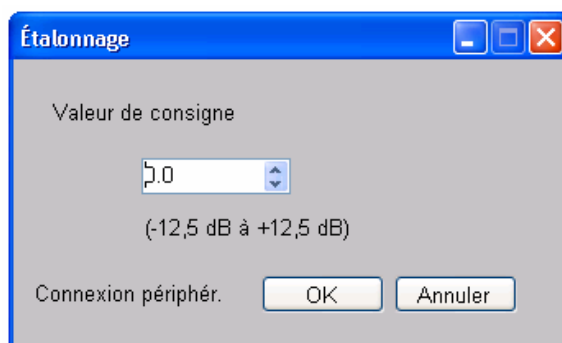 Étalonnage
Valeur de consigne
0.0
(-12,5 dB à +12,5 dB)
Connexion périphér. OK Annuler